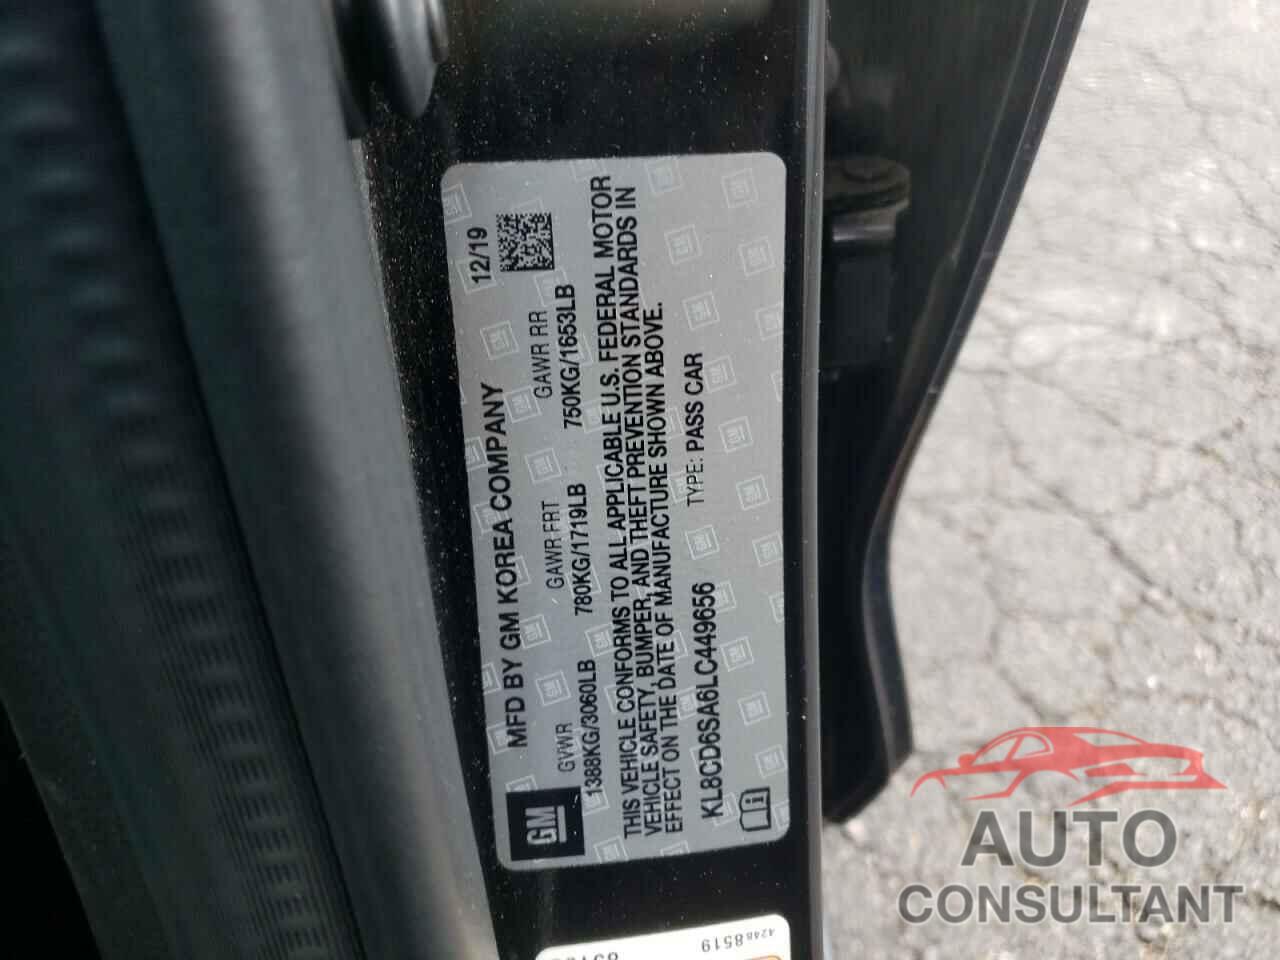 MFD BY GM KOREA COMPANY
12/19
GVWR
GAWR FRT
GAWR RR
1388KG/3060LB
780KG/1719LB
750KG/1653LB
THIS VEHICLE CONFORMS TO ALL APPLICABLE U.S. FEDERAL MOTOR
VEHICLE SAFETY, BUMPER, AND THEFT PREVENTION STANDARDS IN
EFFECT ON THE DATE OF MANUFACTURE SHOWN ABOVE.
KL8CD6SA6LC449656
TYPE: PASS CAR
GM
42488519
AUTO
CONSULTANT